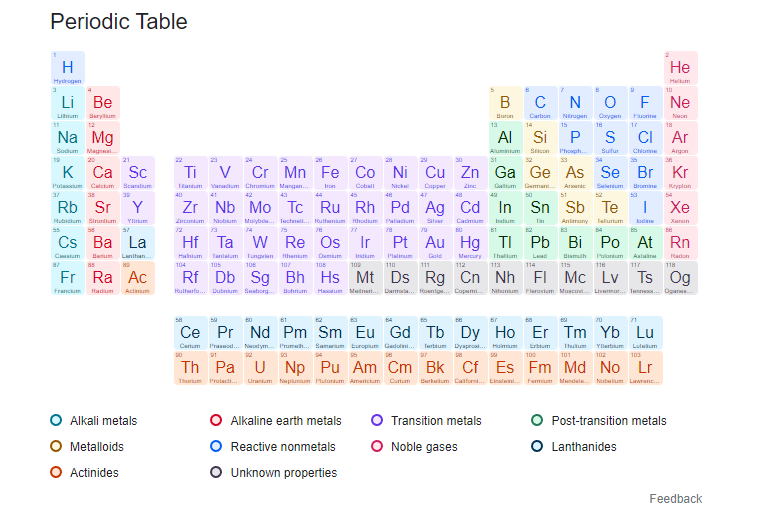 Periodic Table
1 2
H He
Hydrogen Helium
3 4 5 6 7 8 9 10
Li Be B C N O F Ne
Lithium Beryllium Boron Carbon Nitrogen Oxygen Fluorine Neon
11 12 13 14 15 16 17 18
Na Mg Al Si P S Cl Ar
Sodium Magnesi… Aluminium Silicon Phosph… Sulfur Chlorine Argon
19 20 21 22 23 24 25 26 27 28 29 30 31 32 33 34 35 36
K Ca Sc Ti V Cr Mn Fe Co Ni Cu Zn Ga Ge As Se Br Kr
Potassium Calcium Scandium Titanium Vanadium Chromium Mangan… Iron Cobalt Nickel Copper Zinc Gallium Germani… Arsenic Selenium Bromine Krypton
37 38 39 40 41 42 43 44 45 46 47 48 49 50 51 52 53 54
Rb Sr Y Zr Nb Mo Tc Ru Rh Pd Ag Cd In Sn Sb Te I Xe
Rubidium Strontium Yttrium Zirconium Niobium Molybde… Techneti… Ruthenium Rhodium Palladium Silver Cadmium Indium Tin Antimony Tellurium Iodine Xenon
55 56 57 72 73 74 75 76 77 78 79 80 81 82 83 84 85 86
Cs Ba La Hf Ta W Re Os Ir Pt Au Hg Tl Pb Bi Po At Rn
Caesium Barium Lanthan… Hafnium Tantalum Tungsten Rhenium Osmium Iridium Platinum Gold Mercury Thallium Lead Bismuth Polonium Astatine Radon
87 88 89 104 105 106 107 108 109 110 111 112 113 114 115 116 117 118
Fr Ra Ac Rf Db Sg Bh Hs Mt Ds Rg Cn Nh Fl Mc Lv Ts Og
Francium Radium Actinium Rutherfo… Dubnium Seaborg… Bohrium Hassium Meitneri… Darmsta… Roentge… Coperni… Nihonium Flerovium Moscovi… Livermor… Tenness… Oganes…
58 59 60 61 62 63 64 65 66 67 68 69 70 71
Ce Pr Nd Pm Sm Eu Gd Tb Dy Ho Er Tm Yb Lu
Cerium Praseod… Neodym… Prometh… Samarium Europium Gadolini… Terbium Dysprosi… Holmium Erbium Thulium Ytterbium Lutetium
90 91 92 93 94 95 96 97 98 99 100 101 102 103
Th Pa U Np Pu Am Cm Bk Cf Es Fm Md No Lr
Thorium Protacti… Uranium Neptunium Plutonium Americium Curium Berkelium Californi… Einsteini… Fermium Mendele… Nobelium Lawrenc…
Alkali metals Alkaline earth metals Transition metals Post-transition metals
Metalloids Reactive nonmetals Noble gases Lanthanides
Actinides Unknown properties
Feedback